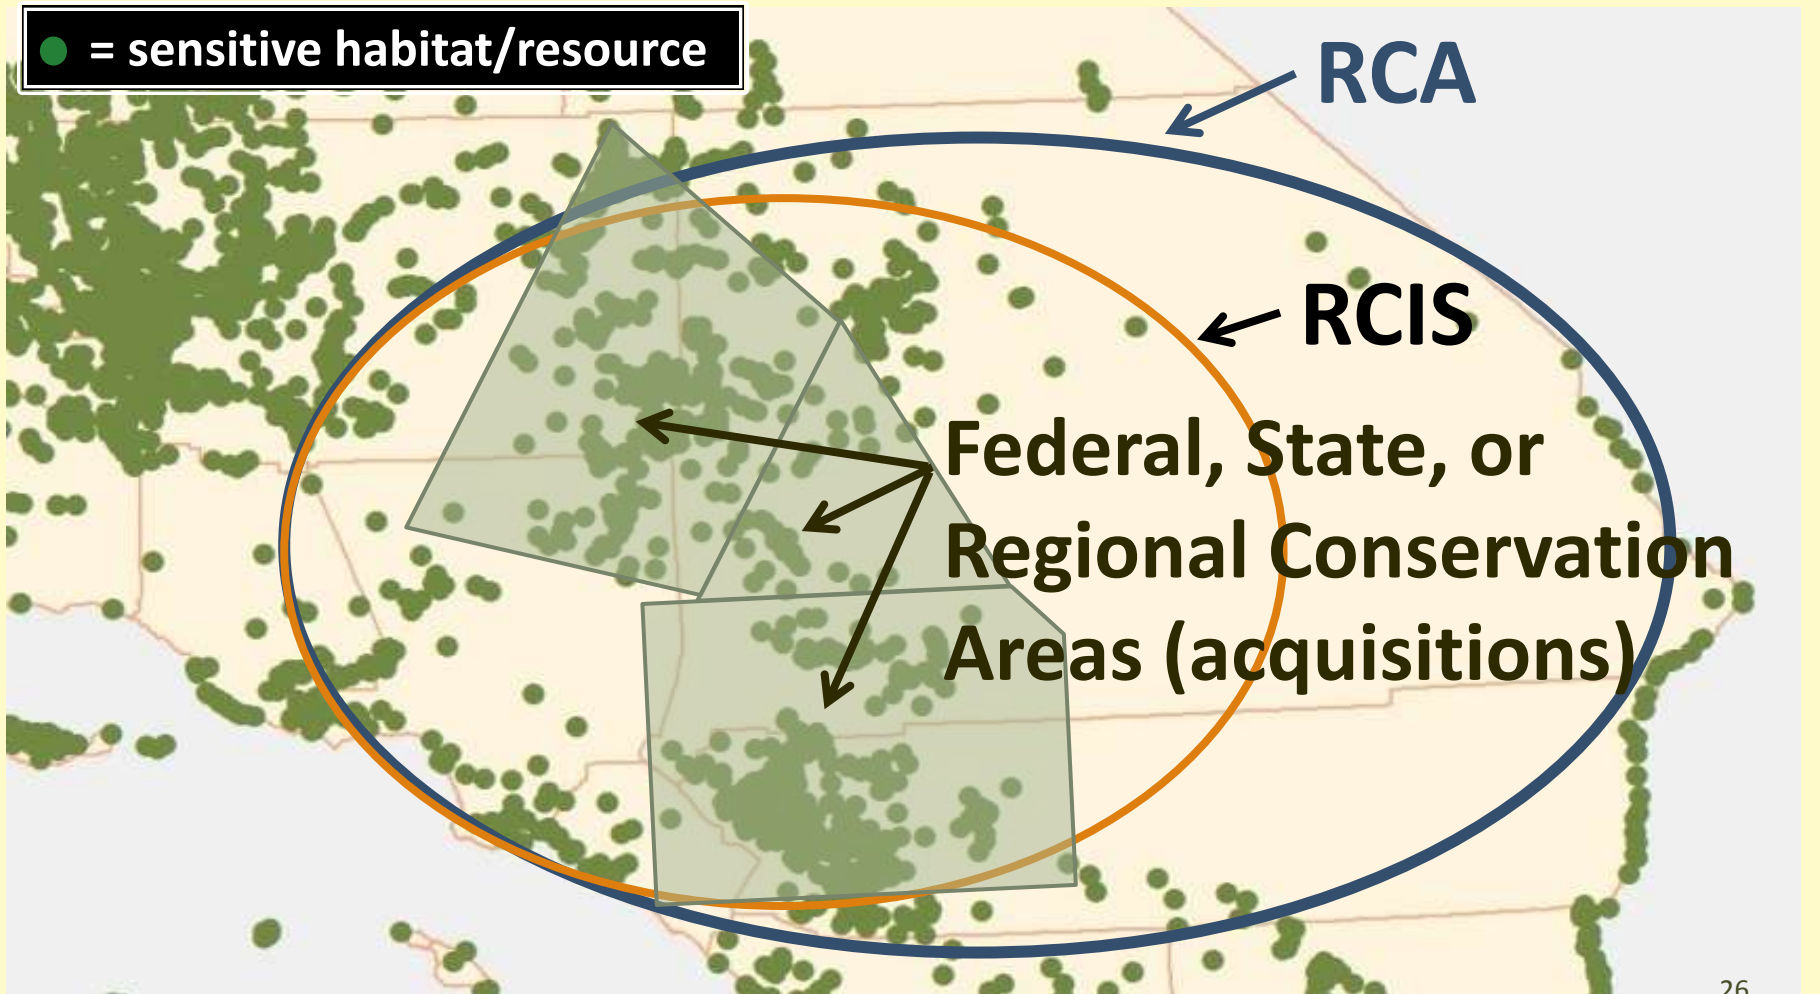 = sensitive habitat/resource
RCA
RCIS
Federal, State, or
Regional Conservation
Areas (acquisitions)
26